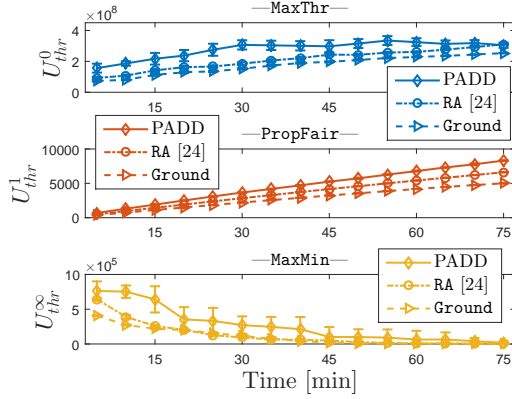 —MaxThr—
× 10^8
4
2
0
U^0_thr
15 30 45 60 75
PADD
RA [24]
Ground
—PropFair—
10000
5000
0
U^1_thr
15 30 45 60 75
PADD
RA [24]
Ground
—MaxMin—
× 10^5
10
5
0
U^∞_thr
15 30 45 60 75
PADD
RA [24]
Ground
Time [min]